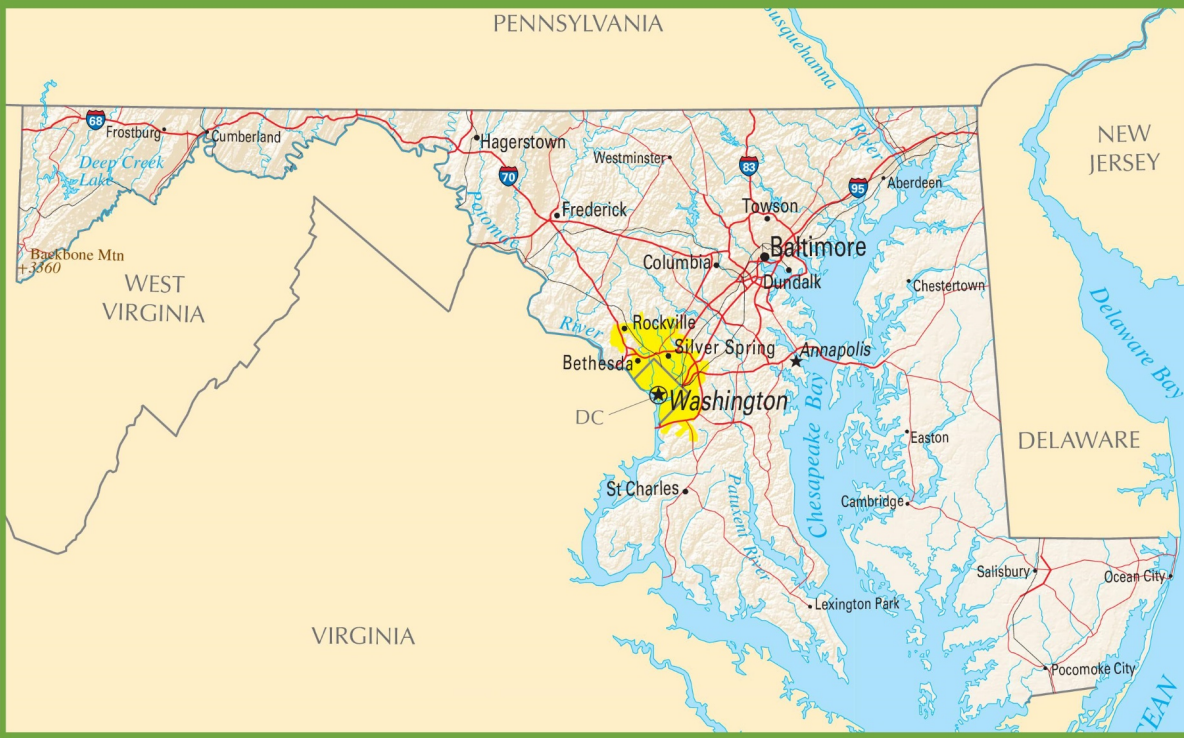 PENNSYLVANIA
Susquehanna
River
68
Frostburg
Cumberland
Hagerstown
Westminster
83
NEW
JERSEY
Deep Creek
Lake
70
95
Aberdeen
Potomac
River
Frederick
Towson
Baltimore
Backbone Mtn
+3360
Columbia
Dundalk
Chestertown
WEST
VIRGINIA
Delaware Bay
Rockville
Silver Spring
Annapolis
Bethesda
Washington
DC
Chesapeake Bay
Easton
DELAWARE
St Charles
Patuxent River
Cambridge
Salisbury
Ocean City
Lexington Park
VIRGINIA
Pocomoke City
CEAN